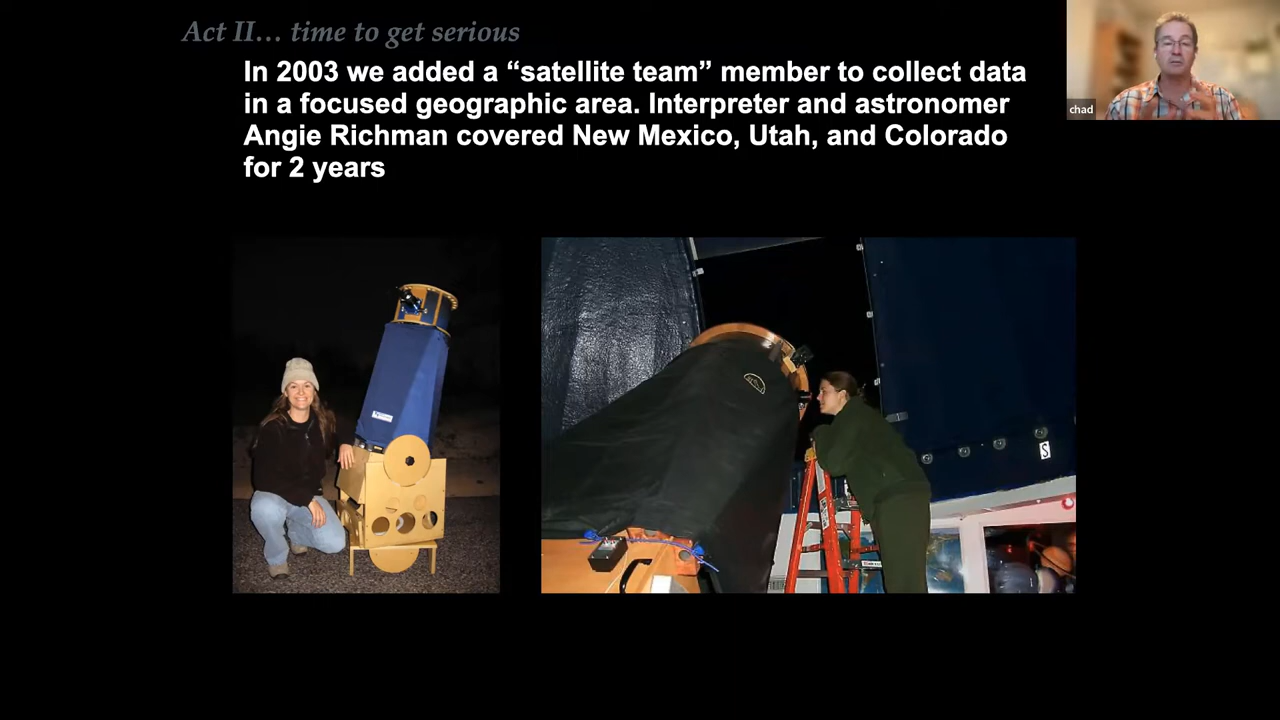 Act II... time to get serious
In 2003 we added a “satellite team” member to collect data
in a focused geographic area. Interpreter and astronomer
Angie Richman covered New Mexico, Utah, and Colorado
for 2 years
chad
S